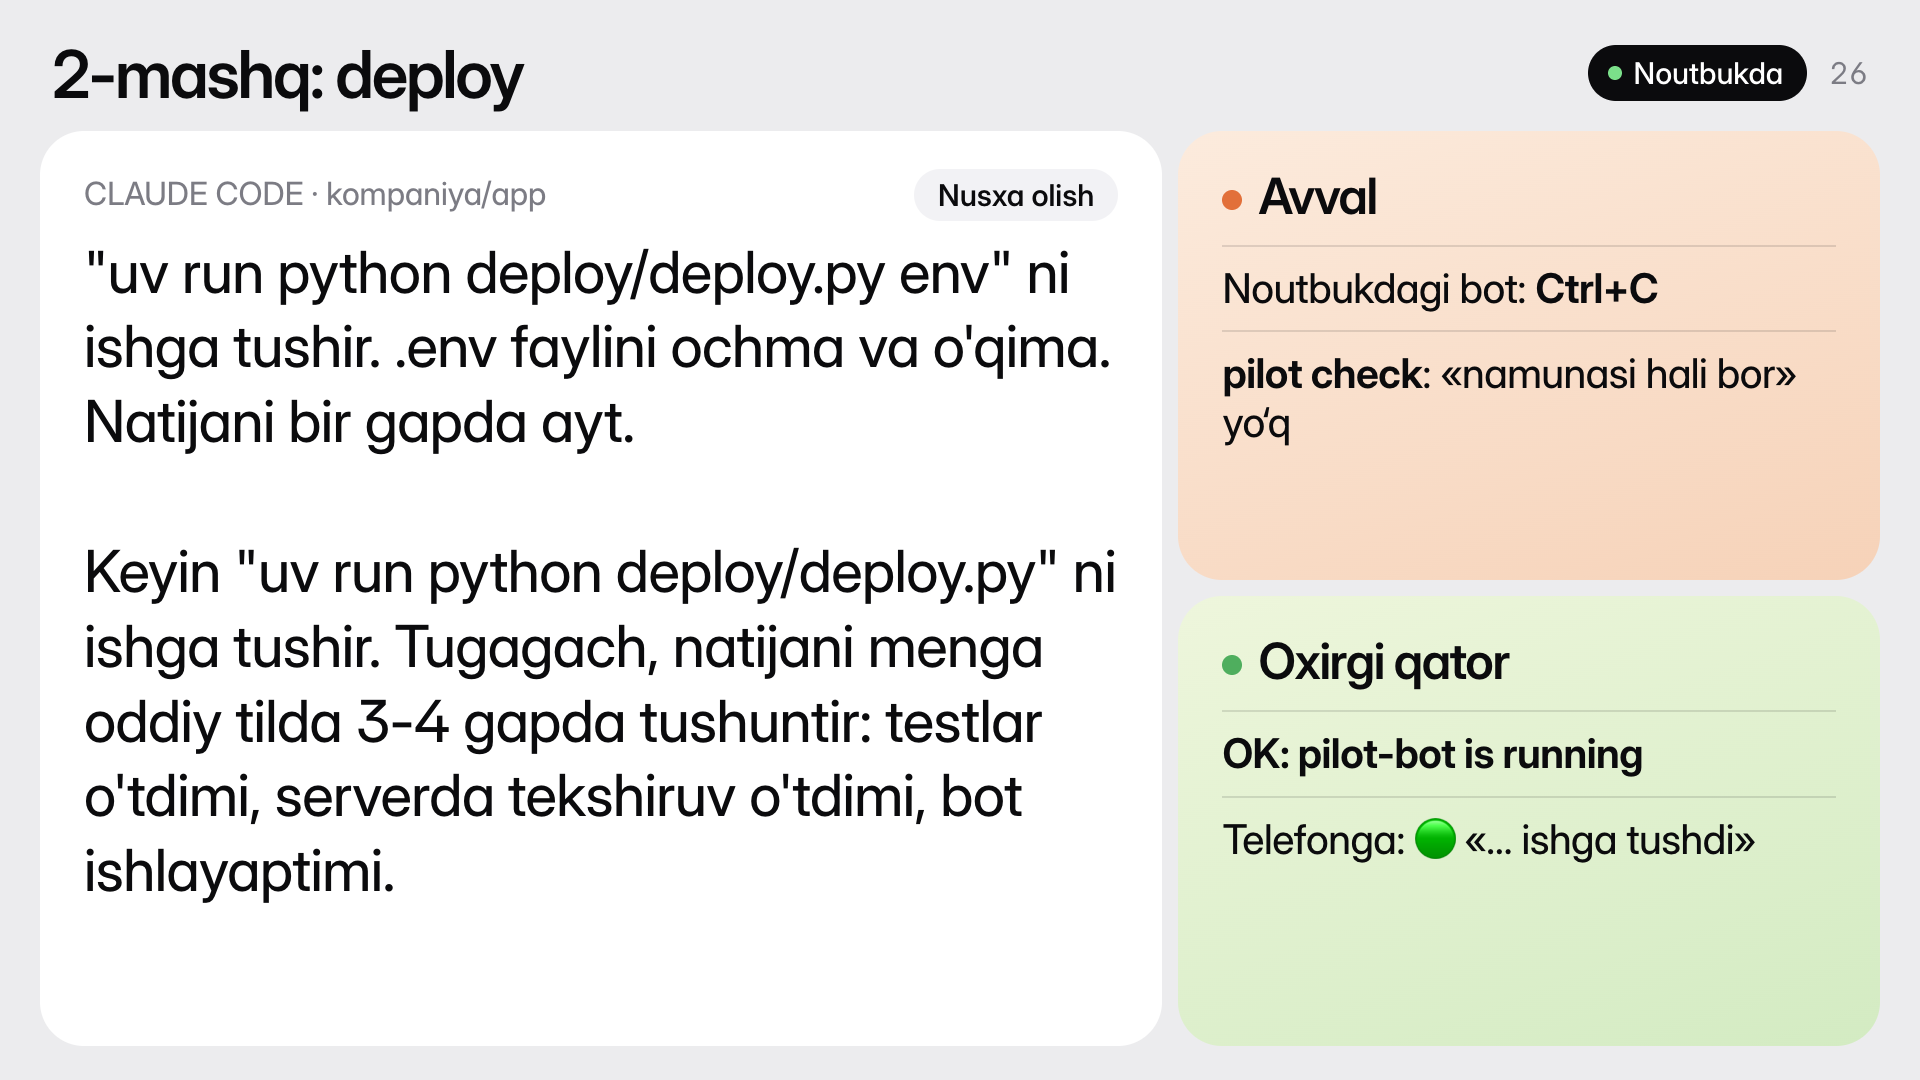 2-mashq: deploy
Noutbukda
26
CLAUDE CODE · kompaniya/app
Nusxa olish
"uv run python deploy/deploy.py env" ni
ishga tushir. .env faylini ochma va o'qima.
Natijani bir gapda ayt.
Keyin "uv run python deploy/deploy.py" ni
ishga tushir. Tugagach, natijani menga
oddiy tilda 3-4 gapda tushuntir: testlar
o'tdimi, serverda tekshiruv o'tdimi, bot
ishlayaptimi.
Avval
Noutbukdagi bot: Ctrl+C
pilot check: «namunasi hali bor»
yoʻq
Oxirgi qator
OK: pilot-bot is running
Telefonga: 🟢 «... ishga tushdi»